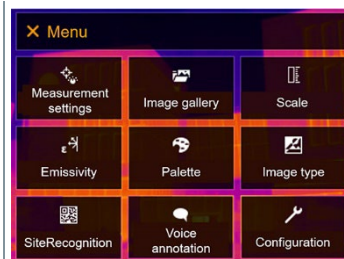 Menu
Measurement
settings
Image gallery
Scale
ε
Emissivity
Palette
Image type
SiteRecognition
Voice
annotation
Configuration